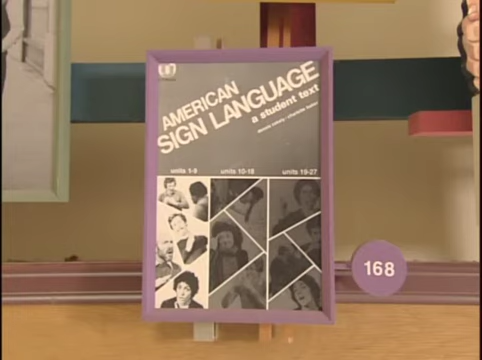 AMERICAN
SIGN LANGUAGE
a student text
units 1-9
units 10-18
units 19-27
168